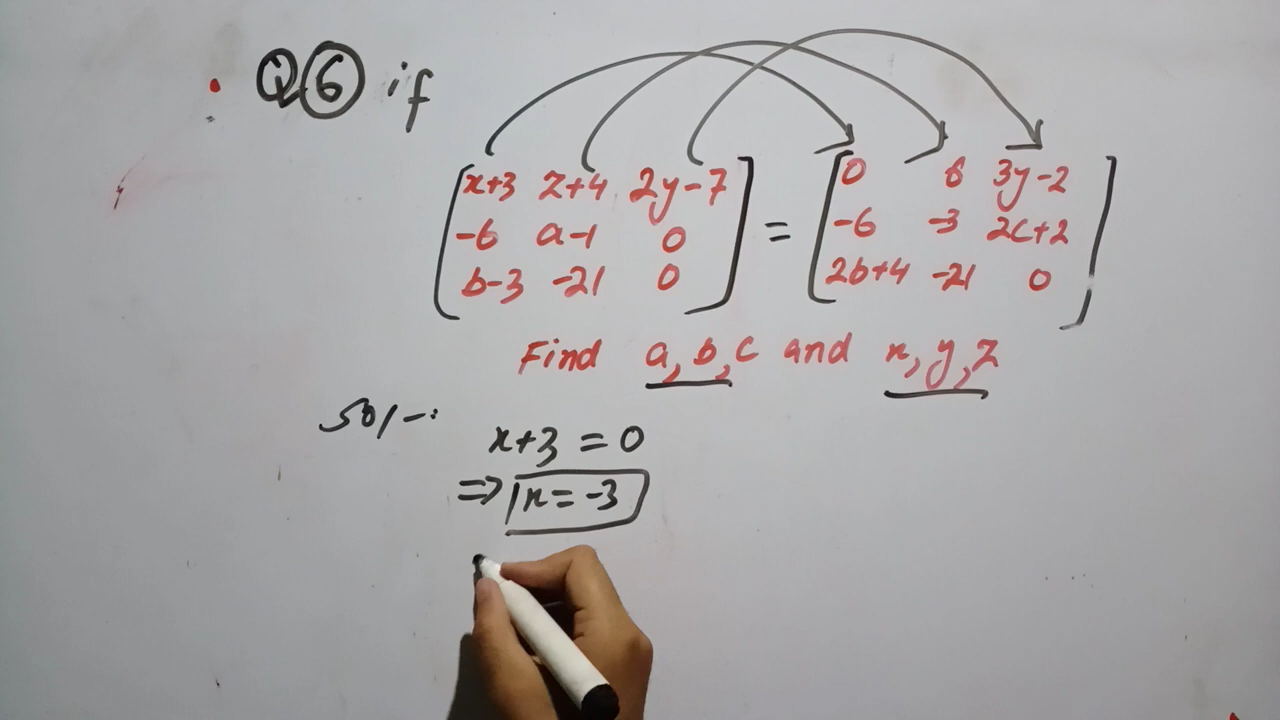 Q6 if
x+3 z+4 2y-7 = 0 6 3y-2
-6 a-1 0 -6 -3 2c+2
b-3 -21 0 2b+4 -21 0
Find a, b, c and x, y, z
Sol-:
x+3 = 0
⇒ x = -3